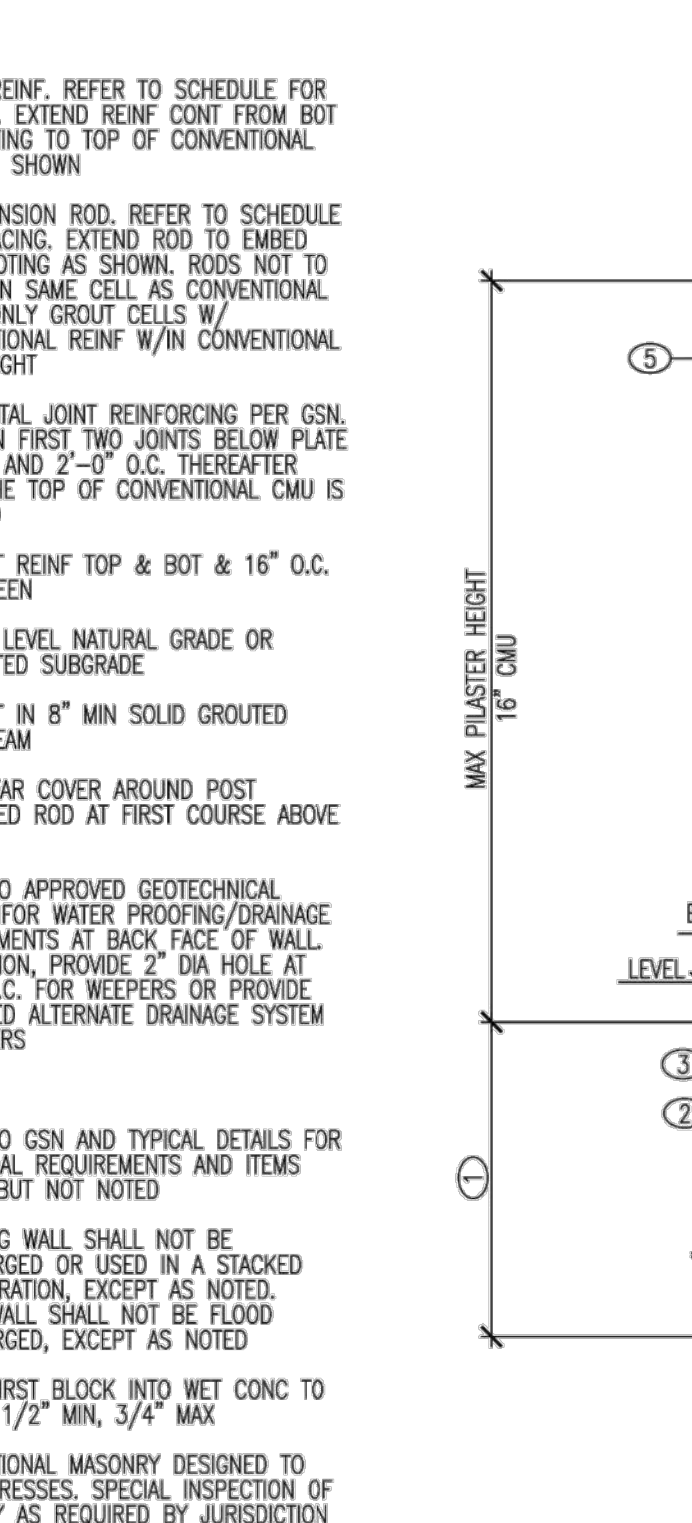 REINF. REFER TO SCHEDULE FOR
EXTEND REINF CONT FROM BOT
TING TO TOP OF CONVENTIONAL
SHOWN
NSION ROD. REFER TO SCHEDULE
ACING. EXTEND ROD TO EMBED
OTING AS SHOWN. RODS NOT TO
N SAME CELL AS CONVENTIONAL
ONLY GROUT CELLS W/
TIONAL REINF W/IN CONVENTIONAL
GHT
TAL JOINT REINFORCING PER GSN.
N FIRST TWO JOINTS BELOW PLATE
AND 2'-0" O.C. THEREAFTER
HE TOP OF CONVENTIONAL CMU IS
T REINF TOP & BOT & 16" O.C.
EEN
LEVEL NATURAL GRADE OR
TED SUBGRADE
T IN 8" MIN SOLID GROUTED
EAM
TAR COVER AROUND POST
ED ROD AT FIRST COURSE ABOVE
O APPROVED GEOTECHNICAL
FOR WATER PROOFING/DRAINAGE
EMENTS AT BACK FACE OF WALL.
ION, PROVIDE 2" DIA HOLE AT
.C. FOR WEEPERS OR PROVIDE
ED ALTERNATE DRAINAGE SYSTEM
ERS
O GSN AND TYPICAL DETAILS FOR
AL REQUIREMENTS AND ITEMS
BUT NOT NOTED
G WALL SHALL NOT BE
RGED OR USED IN A STACKED
RATION, EXCEPT AS NOTED.
WALL SHALL NOT BE FLOOD
RGED, EXCEPT AS NOTED
IRST BLOCK INTO WET CONC TO
1/2" MIN, 3/4" MAX
TIONAL MASONRY DESIGNED TO
RESSES. SPECIAL INSPECTION OF
Y AS REQUIRED BY JURISDICTION
5
MAX PILASTER HEIGHT
16" CMU
LEVEL
3
2
1